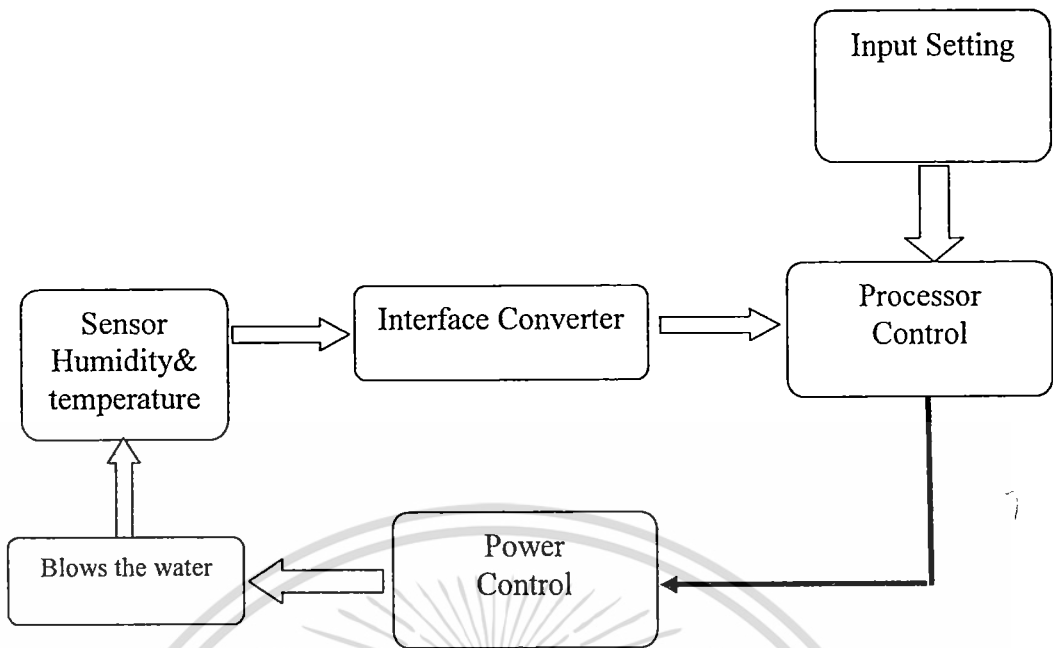 Input Setting
Sensor
Humidity&
temperature
Interface Converter
Processor
Control
Blows the water
Power
Control